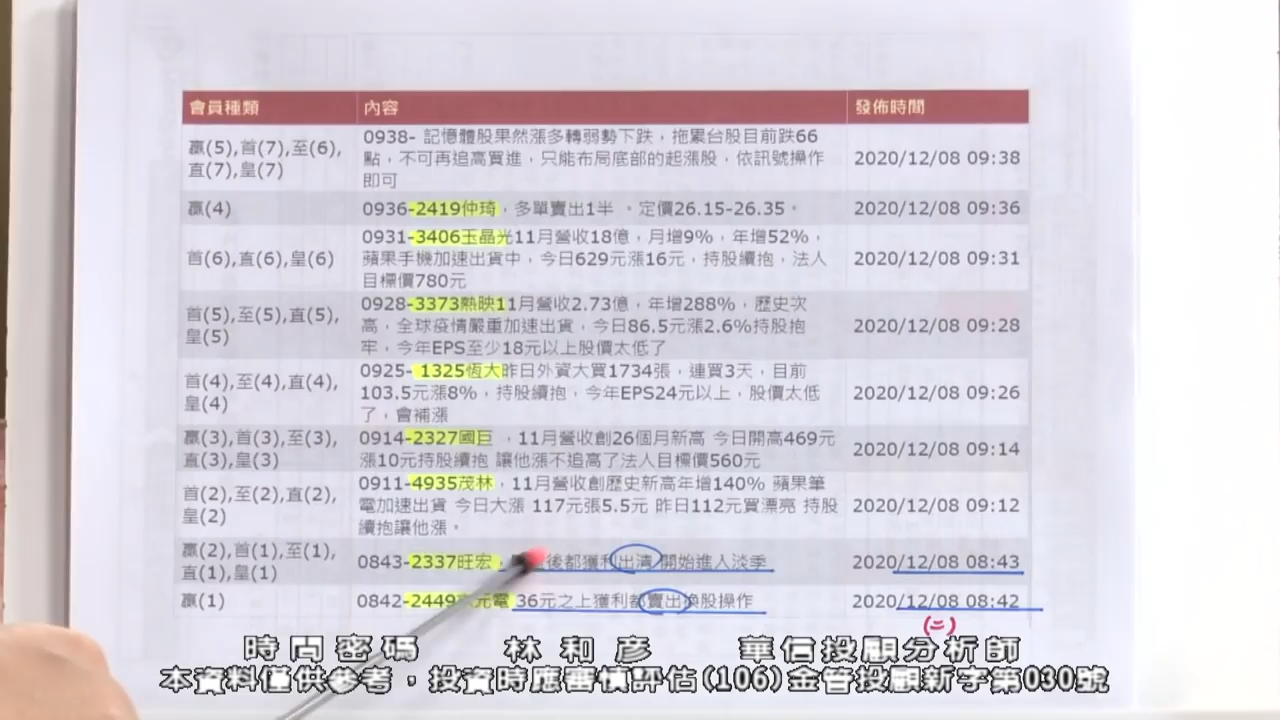 會員種類 內容 發佈時間
贏(5),首(7),至(6),
直(7),皇(7)
0938- 記憶體股果然漲多轉弱勢下跌，拖累台股目前跌66
點，不可再追高買進，只能布局底部的起漲股，依訊號操作
即可
2020/12/08 09:38
贏(4)
0936-2419仲琦，多單賣出1半 。定價26.15-26.35。
2020/12/08 09:36
首(6),直(6),皇(6)
0931-3406玉晶光11月營收18億，月增9%，年增52%，
蘋果手機加速出貨中，今日629元漲16元，持股續抱，法人
目標價780元
2020/12/08 09:31
首(5),至(5),直(5),
皇(5)
0928-3373熱映11月營收2.73億，年增288%，歷史次
高，全球疫情嚴重加速出貨，今日86.5元漲2.6%持股抱
牢，今年EPS至少18元以上股價太低了
2020/12/08 09:28
首(4),至(4),直(4),
皇(4)
0925- 1325恆大昨日外資大買1734張，連買3天，目前
103.5元漲8%，持股續抱，今年EPS24元以上，股價太低
了，會補漲
2020/12/08 09:26
贏(3),首(3),至(3),
直(3),皇(3)
0914-2327國巨 ，11月營收創26個月新高 今日開高469元
漲10元持股續抱 讓他漲不追高了法人目標價560元
2020/12/08 09:14
首(2),至(2),直(2),
皇(2)
0911-4935茂林，11月營收創歷史新高年增140% 蘋果筆
電加速出貨 今日大漲 117元張5.5元 昨日112元買漂亮 持股
續抱讓他漲。
2020/12/08 09:12
贏(2),首(1),至(1),
直(1),皇(1)
0843-2337旺宏，後都獲利出清 開始進入淡季
2020/12/08 08:43
贏(1)
0842-2449元電 36元之上獲利都賣出換股操作
2020/12/08 08:42
(二)
時間密碼 林和彥 華信投顧分析師
本資料僅供參考，投資時應審慎評估(106)金管投顧新字第030號